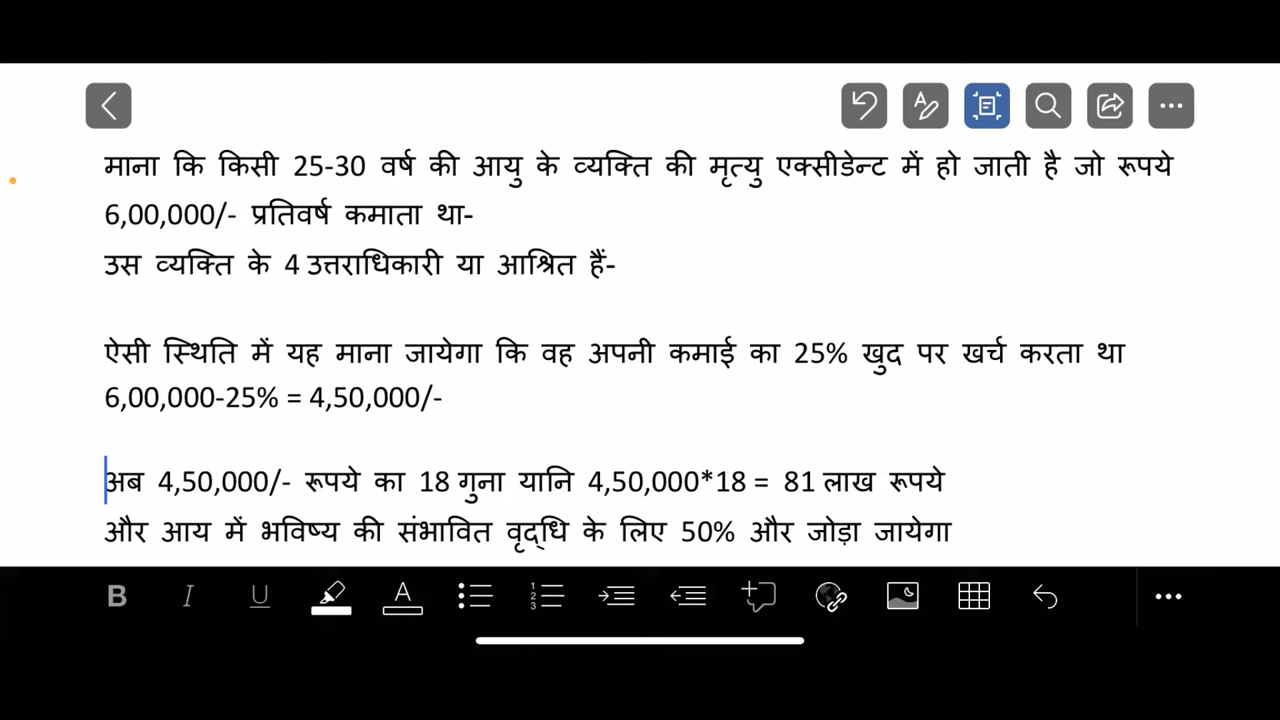 माना कि किसी 25-30 वर्ष की आयु के व्यक्ति की मृत्यु एक्सीडेन्ट में हो जाती है जो रूपये
6,00,000/- प्रतिवर्ष कमाता था-
उस व्यक्ति के 4 उत्तराधिकारी या आश्रित हैं-
ऐसी स्थिति में यह माना जायेगा कि वह अपनी कमाई का 25% खुद पर खर्च करता था
6,00,000-25% = 4,50,000/-
अब 4,50,000/- रूपये का 18 गुना यानि 4,50,000*18 = 81 लाख रूपये
और आय में भविष्य की संभावित वृद्धि के लिए 50% और जोड़ा जायेगा
B I U A